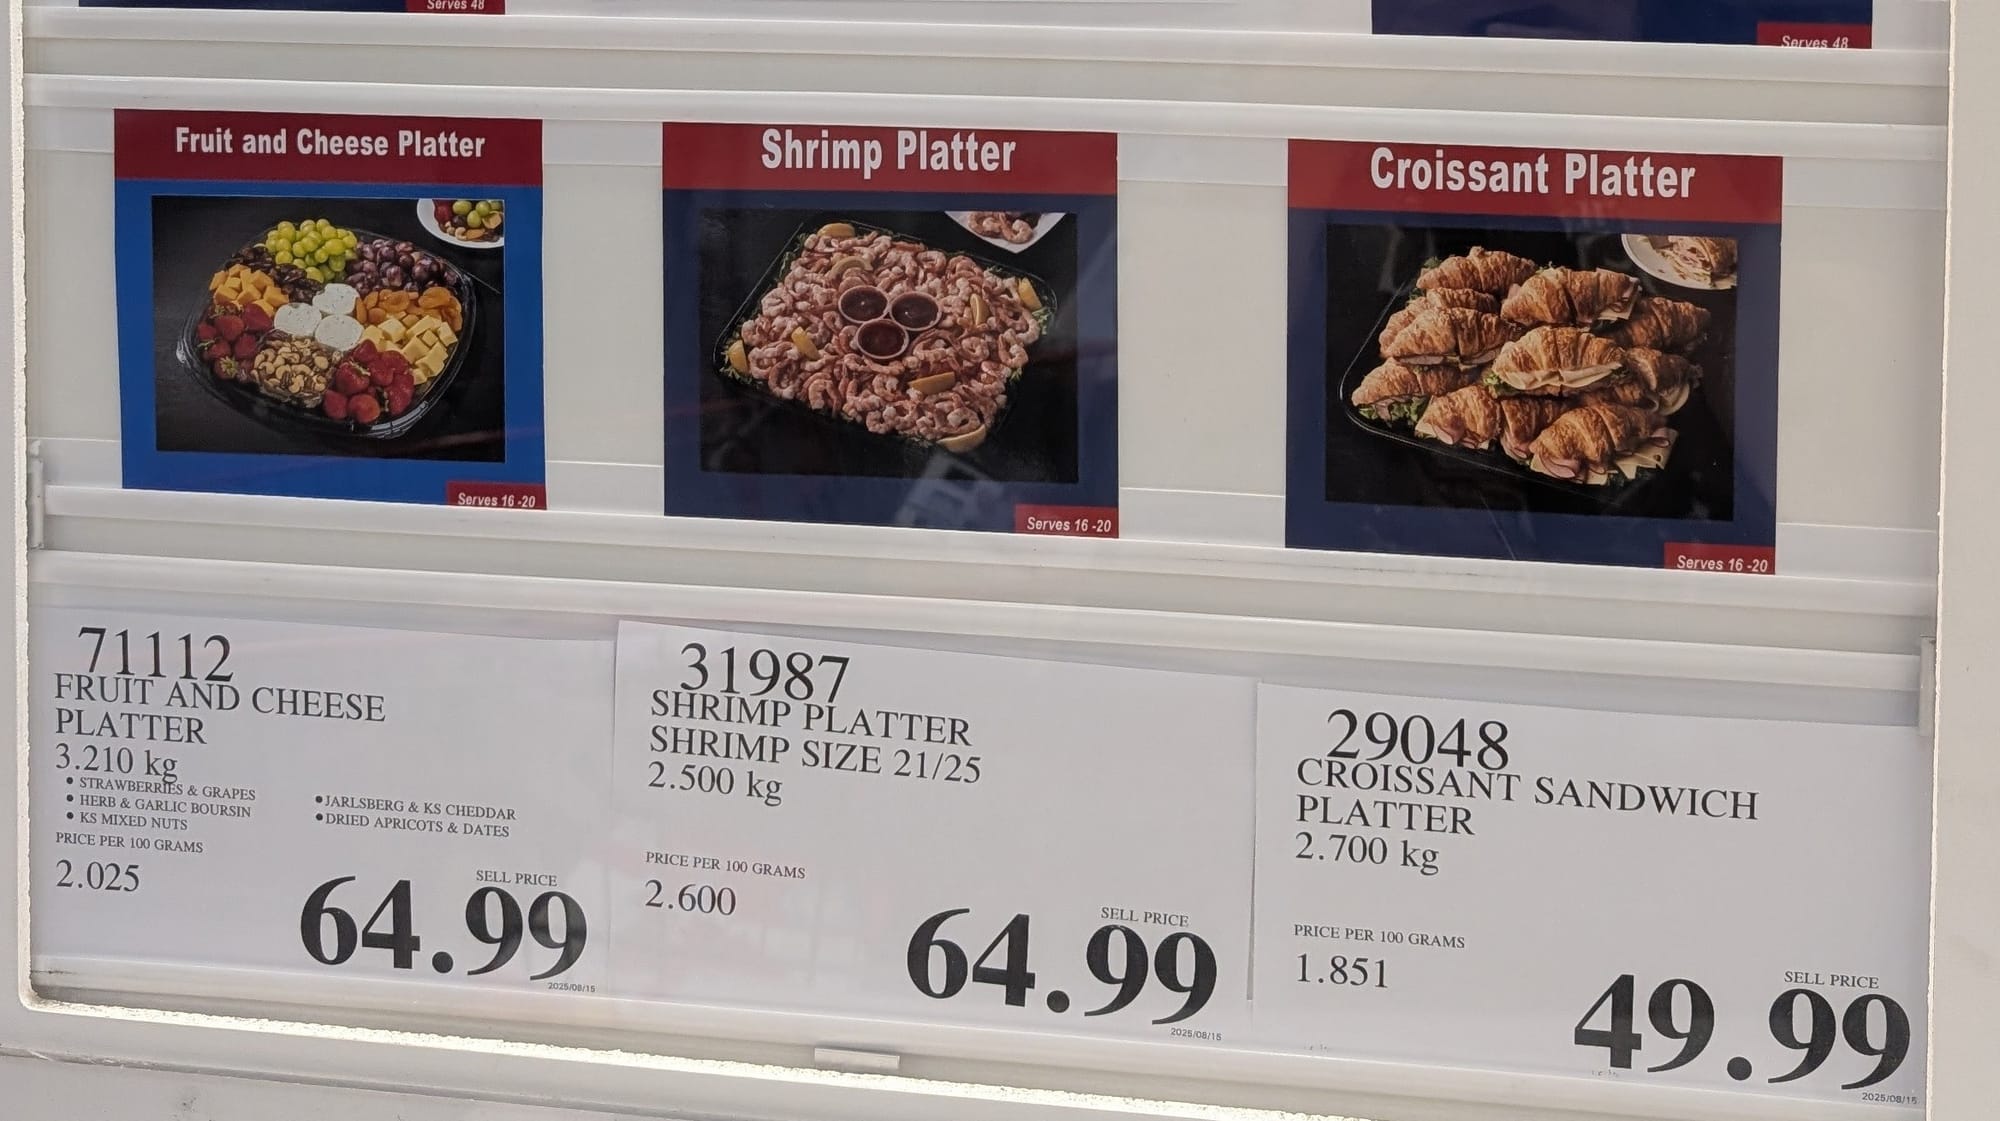 Serves 48
Serves 48
Fruit and Cheese Platter
Serves 16 -20
Shrimp Platter
Serves 16 -20
Croissant Platter
Serves 16 -20
71112
FRUIT AND CHEESE
PLATTER
3.210 kg
• STRAWBERRIES & GRAPES
• HERB & GARLIC BOURSIN
• KS MIXED NUTS
• JARLSBERG & KS CHEDDAR
• DRIED APRICOTS & DATES
PRICE PER 100 GRAMS
2.025
SELL PRICE
64.99
2025/08/15
31987
SHRIMP PLATTER
SHRIMP SIZE 21/25
2.500 kg
PRICE PER 100 GRAMS
2.600
SELL PRICE
64.99
2025/08/15
29048
CROISSANT SANDWICH
PLATTER
2.700 kg
PRICE PER 100 GRAMS
1.851
SELL PRICE
49.99
2025/08/15